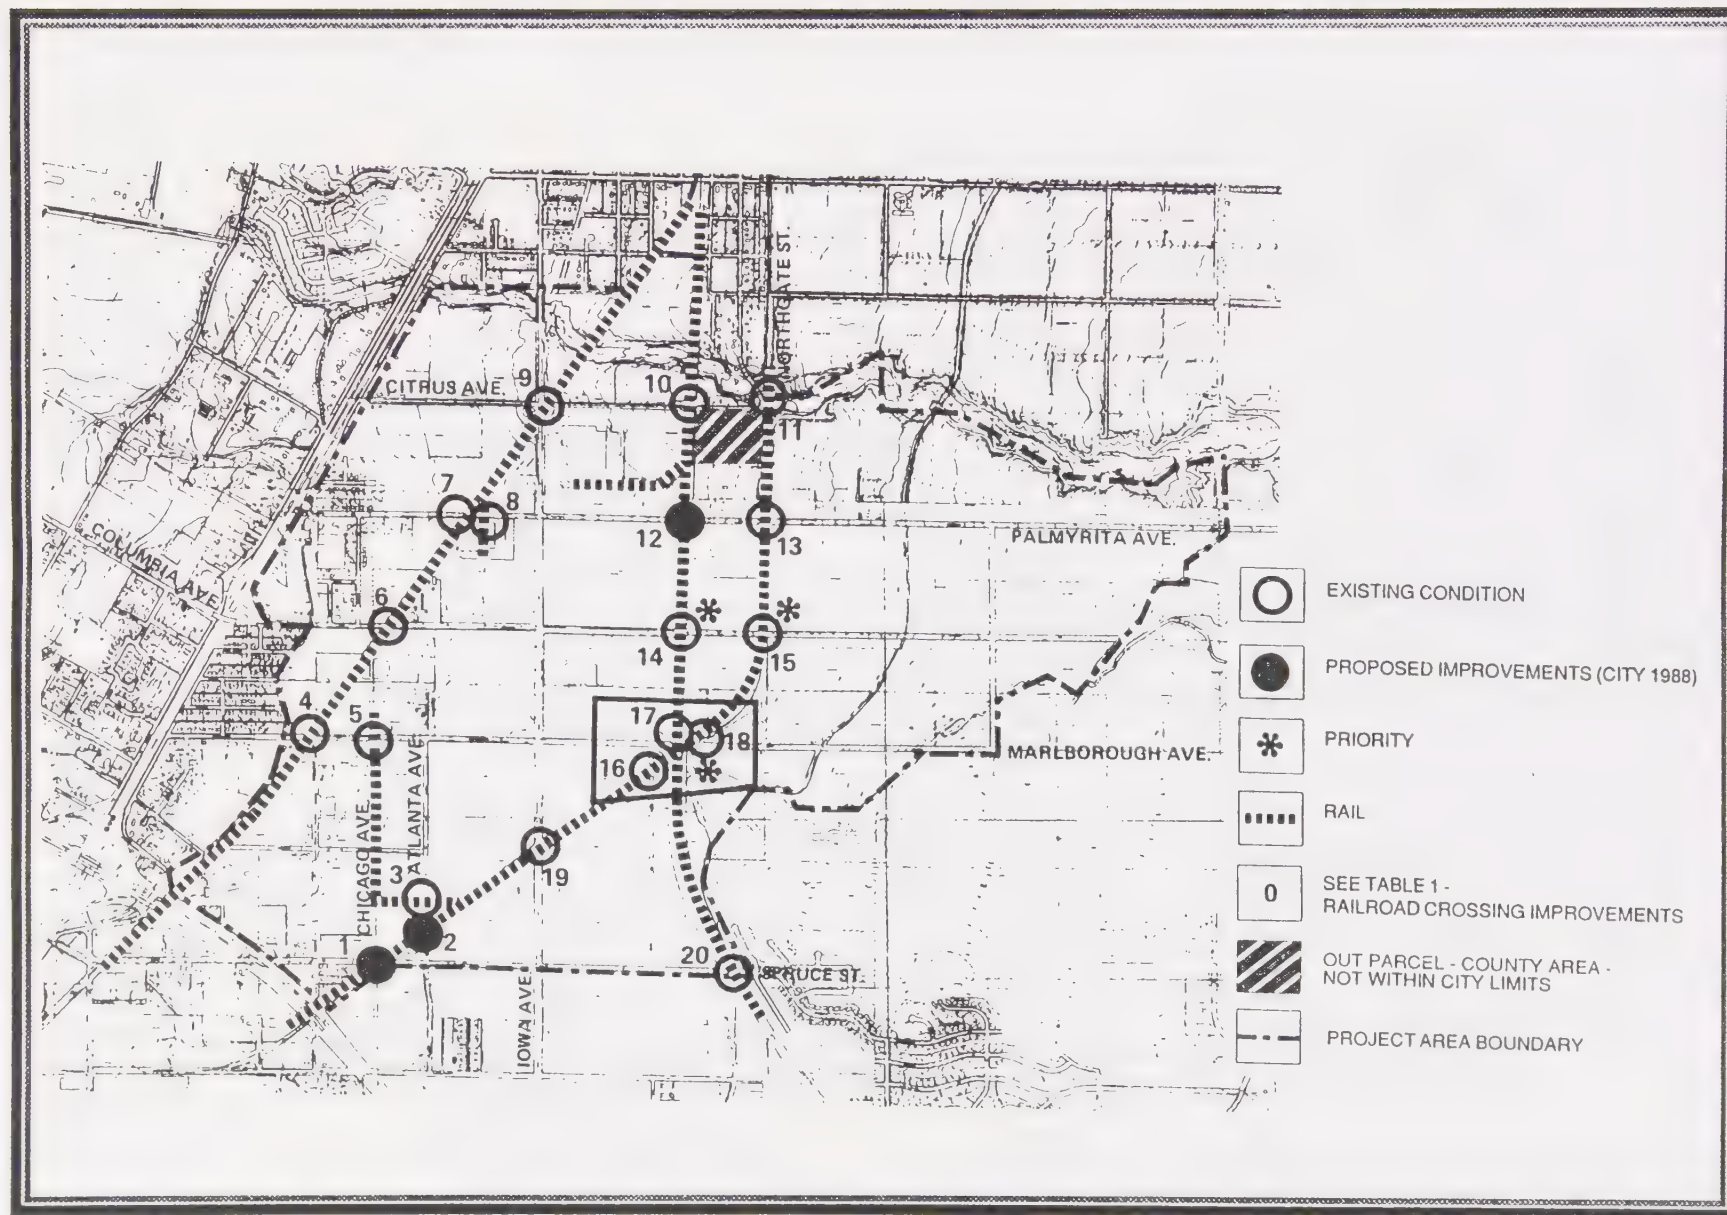 NORTHGATE ST.
CITRUS AVE.
9
10
11
7
8
12
13
PALMYRITA AVE.
COLUMBIA AVE.
6
14
15
4
5
17
18
16
MARLBOROUGH AVE.
ATLANTA AVE.
CHICAGO AVE.
3
19
1
2
20
SPRUCE ST.
IOWA AVE.
EXISTING CONDITION
PROPOSED IMPROVEMENTS (CITY 1988)
PRIORITY
RAIL
0
SEE TABLE 1 -
RAILROAD CROSSING IMPROVEMENTS
OUT PARCEL - COUNTY AREA -
NOT WITHIN CITY LIMITS
PROJECT AREA BOUNDARY